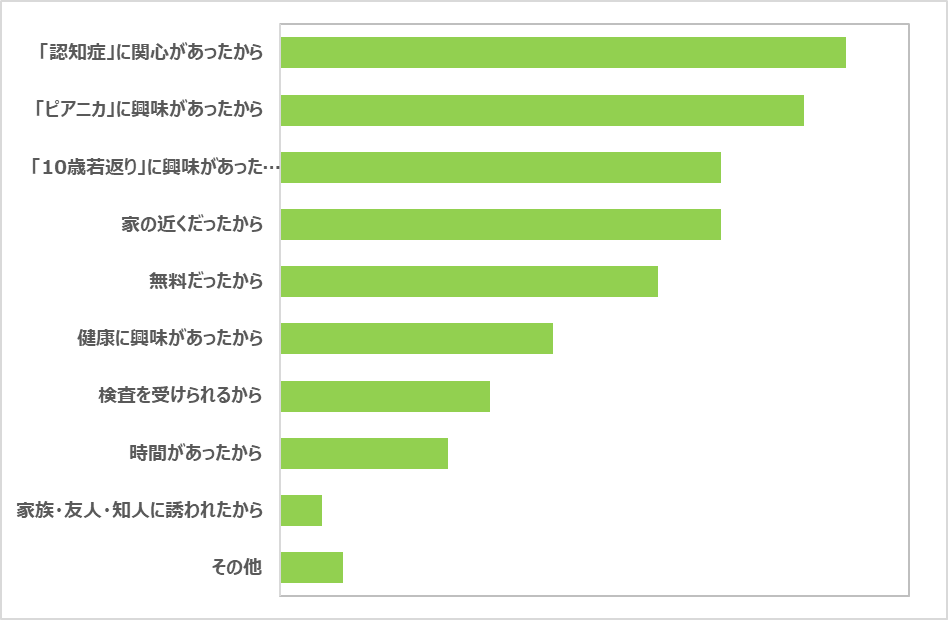 「認知症」に関心があったから
「ピアニカ」に興味があったから
「10歳若返り」に興味があった…
家の近くだったから
無料だったから
健康に興味があったから
検査を受けられるから
時間があったから
家族・友人・知人に誘われたから
その他